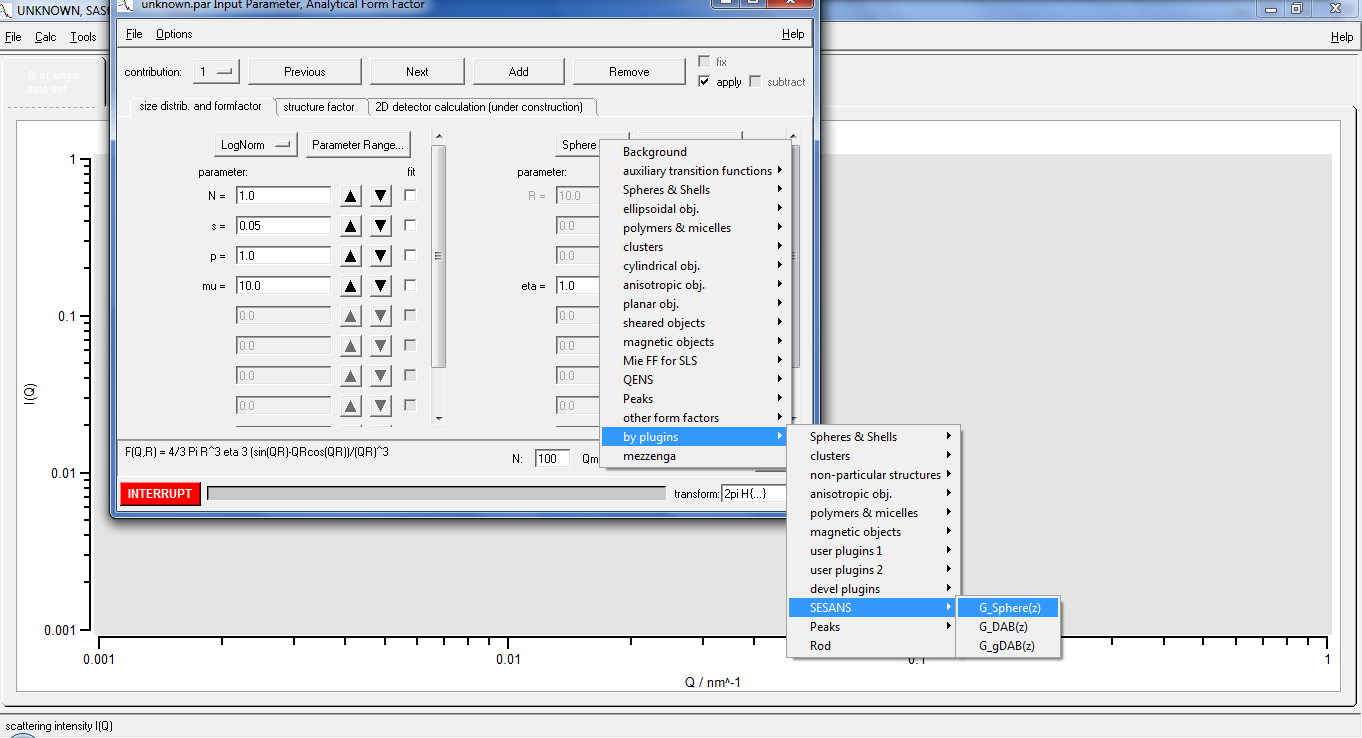 UNKNOWN, SASf
unknown.par Input Parameter, Analytical Form Factor
File Calc Tools Help
fit of single
data set
File Options Help
contribution: 1 Previous Next Add Remove
fix
apply subtract
size distrib. and formfactor structure factor 2D detector calculation (under construction)
LogNorm Parameter Range... Sphere
parameter: fit parameter:
N = 1.0 R = 10.0
s = 0.05 0.0
p = 1.0 0.0
mu = 10.0 eta = 1.0
0.0 0.0
0.0 0.0
0.0 0.0
0.0 0.0
Background
auxiliary transition functions
Spheres & Shells
ellipsoidal obj.
polymers & micelles
clusters
cylindrical obj.
anisotropic obj.
planar obj.
sheared objects
magnetic objects
Mie FF for SLS
QENS
Peaks
other form factors
by plugins
mezzenga
Spheres & Shells
clusters
non-particular structures
anisotropic obj.
polymers & micelles
magnetic objects
user plugins 1
user plugins 2
devel plugins
SESANS
Peaks
Rod
G_Sphere(z)
G_DAB(z)
G_gDAB(z)
F(Q,R) = 4/3 Pi R^3 eta 3 (sin(QR)-QRcos(QR))/(QR)^3
N: 100 Qm
INTERRUPT transform: 2pi H{...}
1
0.1
0.01
0.001
I(Q)
0.001 0.01 0.1 1
Q / nm^-1
scattering intensity I(Q)